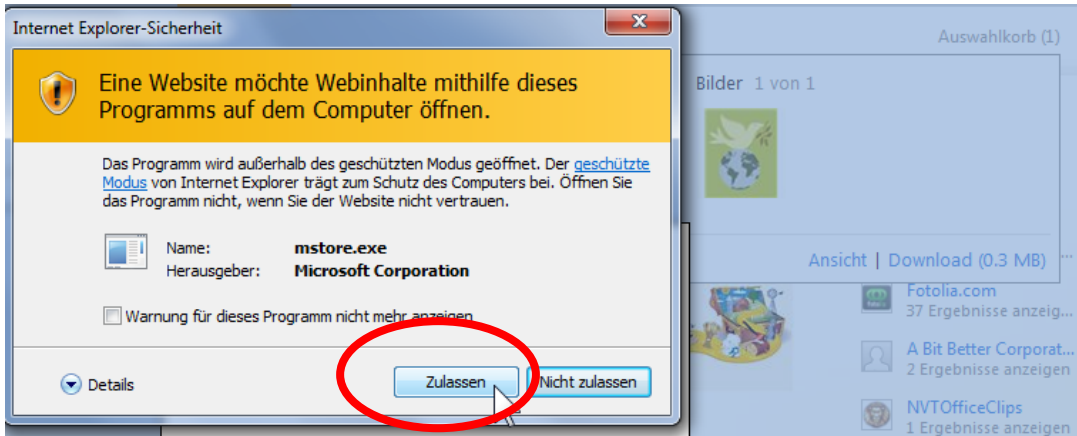 Internet Explorer-Sicherheit
Eine Website möchte Webinhalte mithilfe dieses
Programms auf dem Computer öffnen.
Das Programm wird außerhalb des geschützten Modus geöffnet. Der geschützte
Modus von Internet Explorer trägt zum Schutz des Computers bei. Öffnen Sie
das Programm nicht, wenn Sie der Website nicht vertrauen.
Name: mstore.exe
Herausgeber: Microsoft Corporation
Warnung für dieses Programm nicht mehr anzeigen
Details
Zulassen
Nicht zulassen
Auswahlkorb (1)
Bilder 1 von 1
Ansicht | Download (0.3 MB)
Fotolia.com
37 Ergebnisse anzeig...
A Bit Better Corporat...
2 Ergebnisse anzeigen
NVTOfficeClips
1 Ergebnisse anzeigen